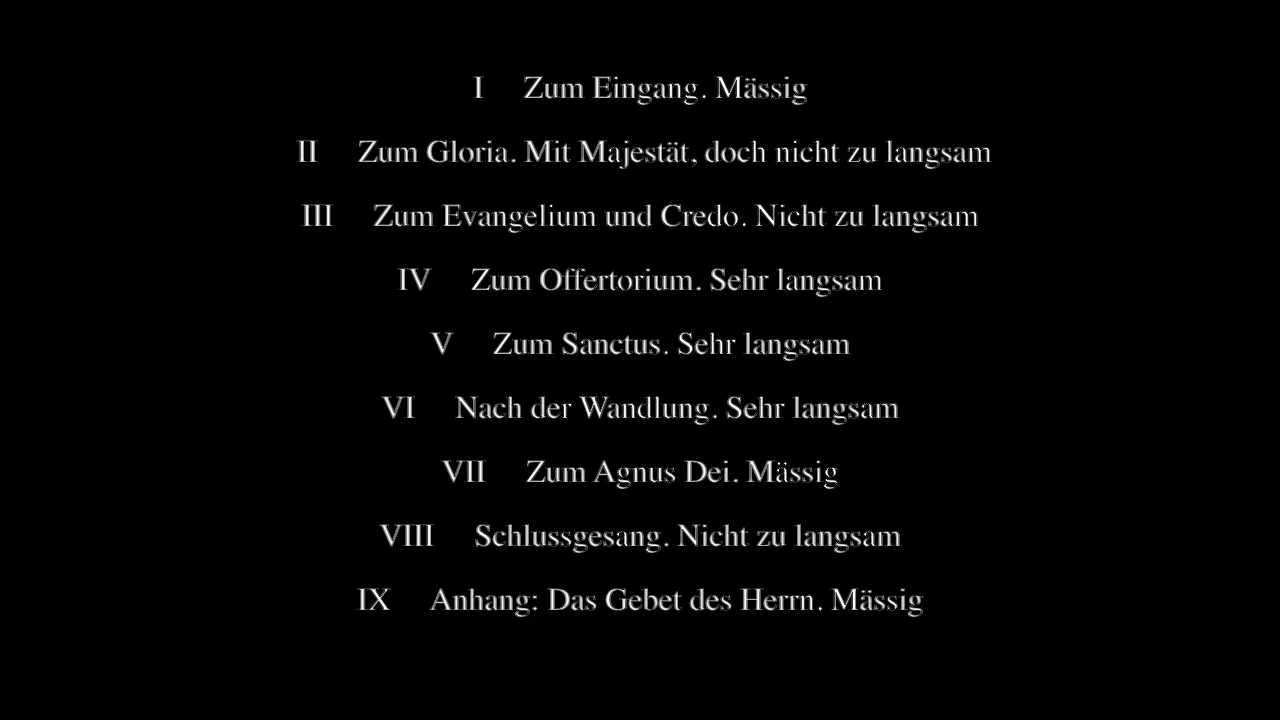 I Zum Eingang. Mässig
II Zum Gloria. Mit Majestät, doch nicht zu langsam
III Zum Evangelium und Credo. Nicht zu langsam
IV Zum Offertorium. Sehr langsam
V Zum Sanctus. Sehr langsam
VI Nach der Wandlung. Sehr langsam
VII Zum Agnus Dei. Mässig
VIII Schlussgesang. Nicht zu langsam
IX Anhang: Das Gebet des Herrn. Mässig